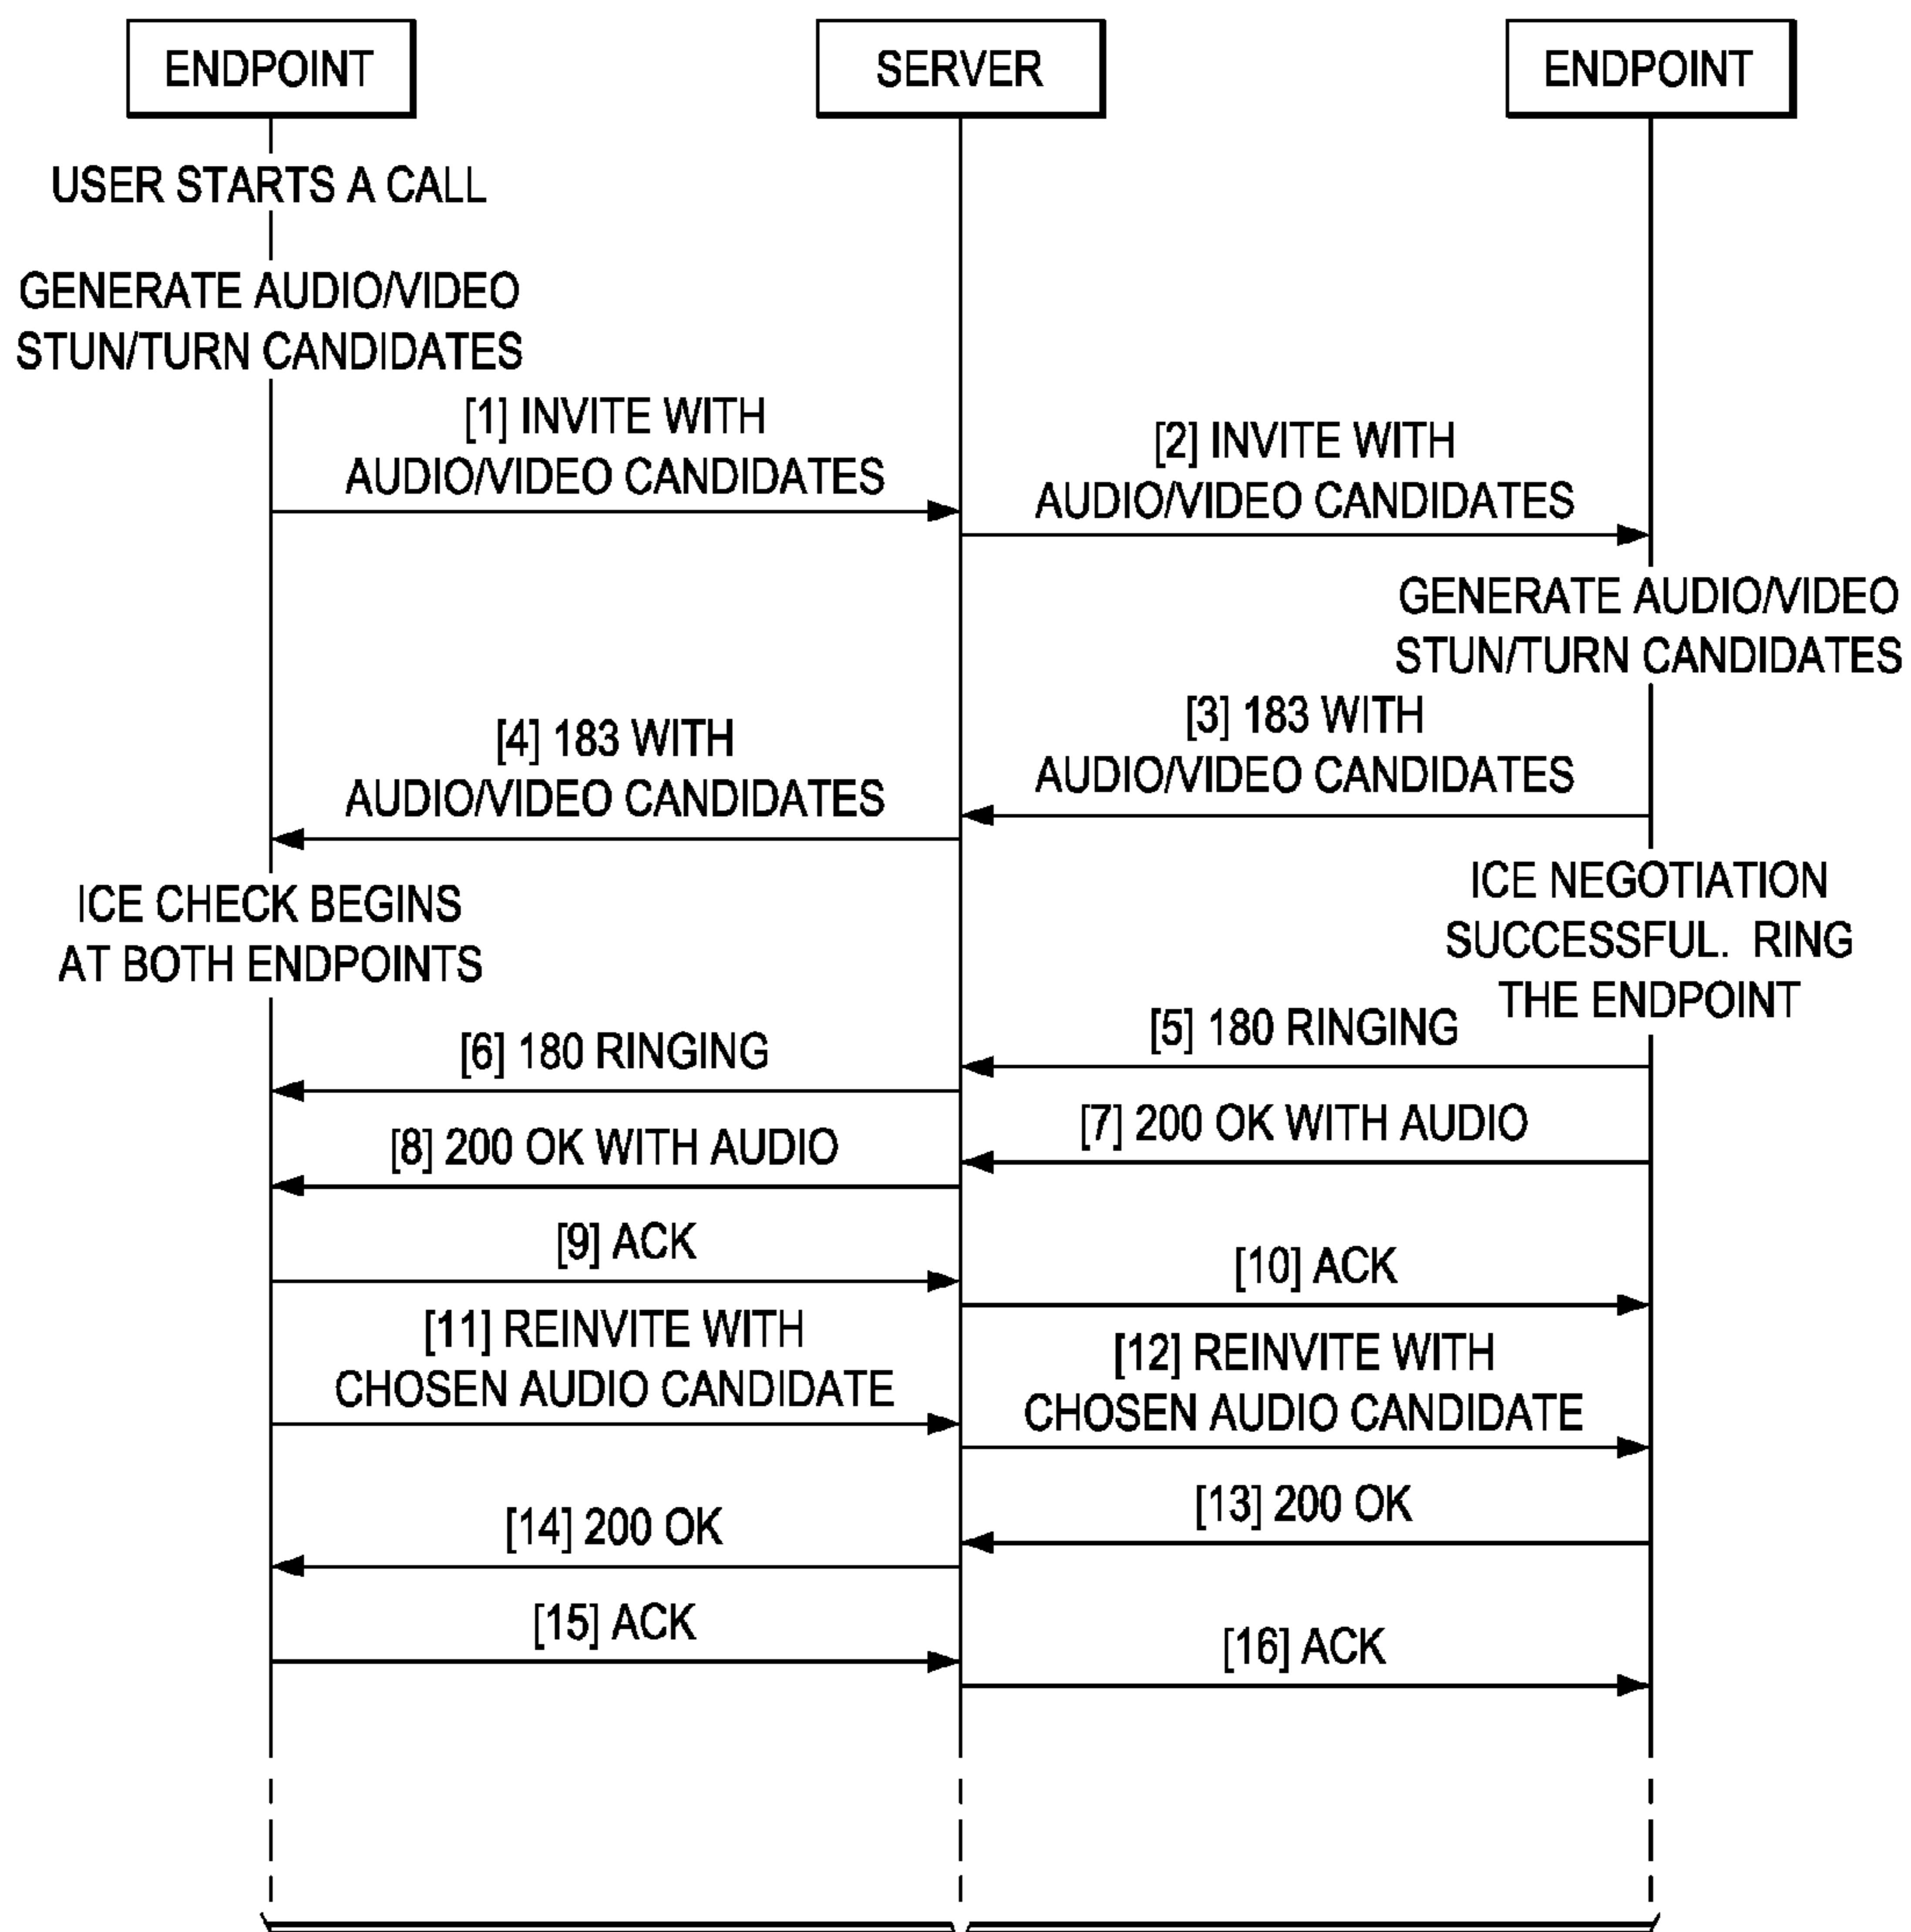 ENDPOINT
SERVER
ENDPOINT
USER STARTS A CALL
GENERATE AUDIO/VIDEO
STUN/TURN CANDIDATES
[1] INVITE WITH
AUDIO/VIDEO CANDIDATES
[2] INVITE WITH
AUDIO/VIDEO CANDIDATES
GENERATE AUDIO/VIDEO
STUN/TURN CANDIDATES
[3] 183 WITH
AUDIO/VIDEO CANDIDATES
[4] 183 WITH
AUDIO/VIDEO CANDIDATES
ICE CHECK BEGINS
AT BOTH ENDPOINTS
ICE NEGOTIATION
SUCCESSFUL. RING
THE ENDPOINT
[5] 180 RINGING
[6] 180 RINGING
[7] 200 OK WITH AUDIO
[8] 200 OK WITH AUDIO
[9] ACK
[10] ACK
[11] REINVITE WITH
CHOSEN AUDIO CANDIDATE
[12] REINVITE WITH
CHOSEN AUDIO CANDIDATE
[13] 200 OK
[14] 200 OK
[15] ACK
[16] ACK